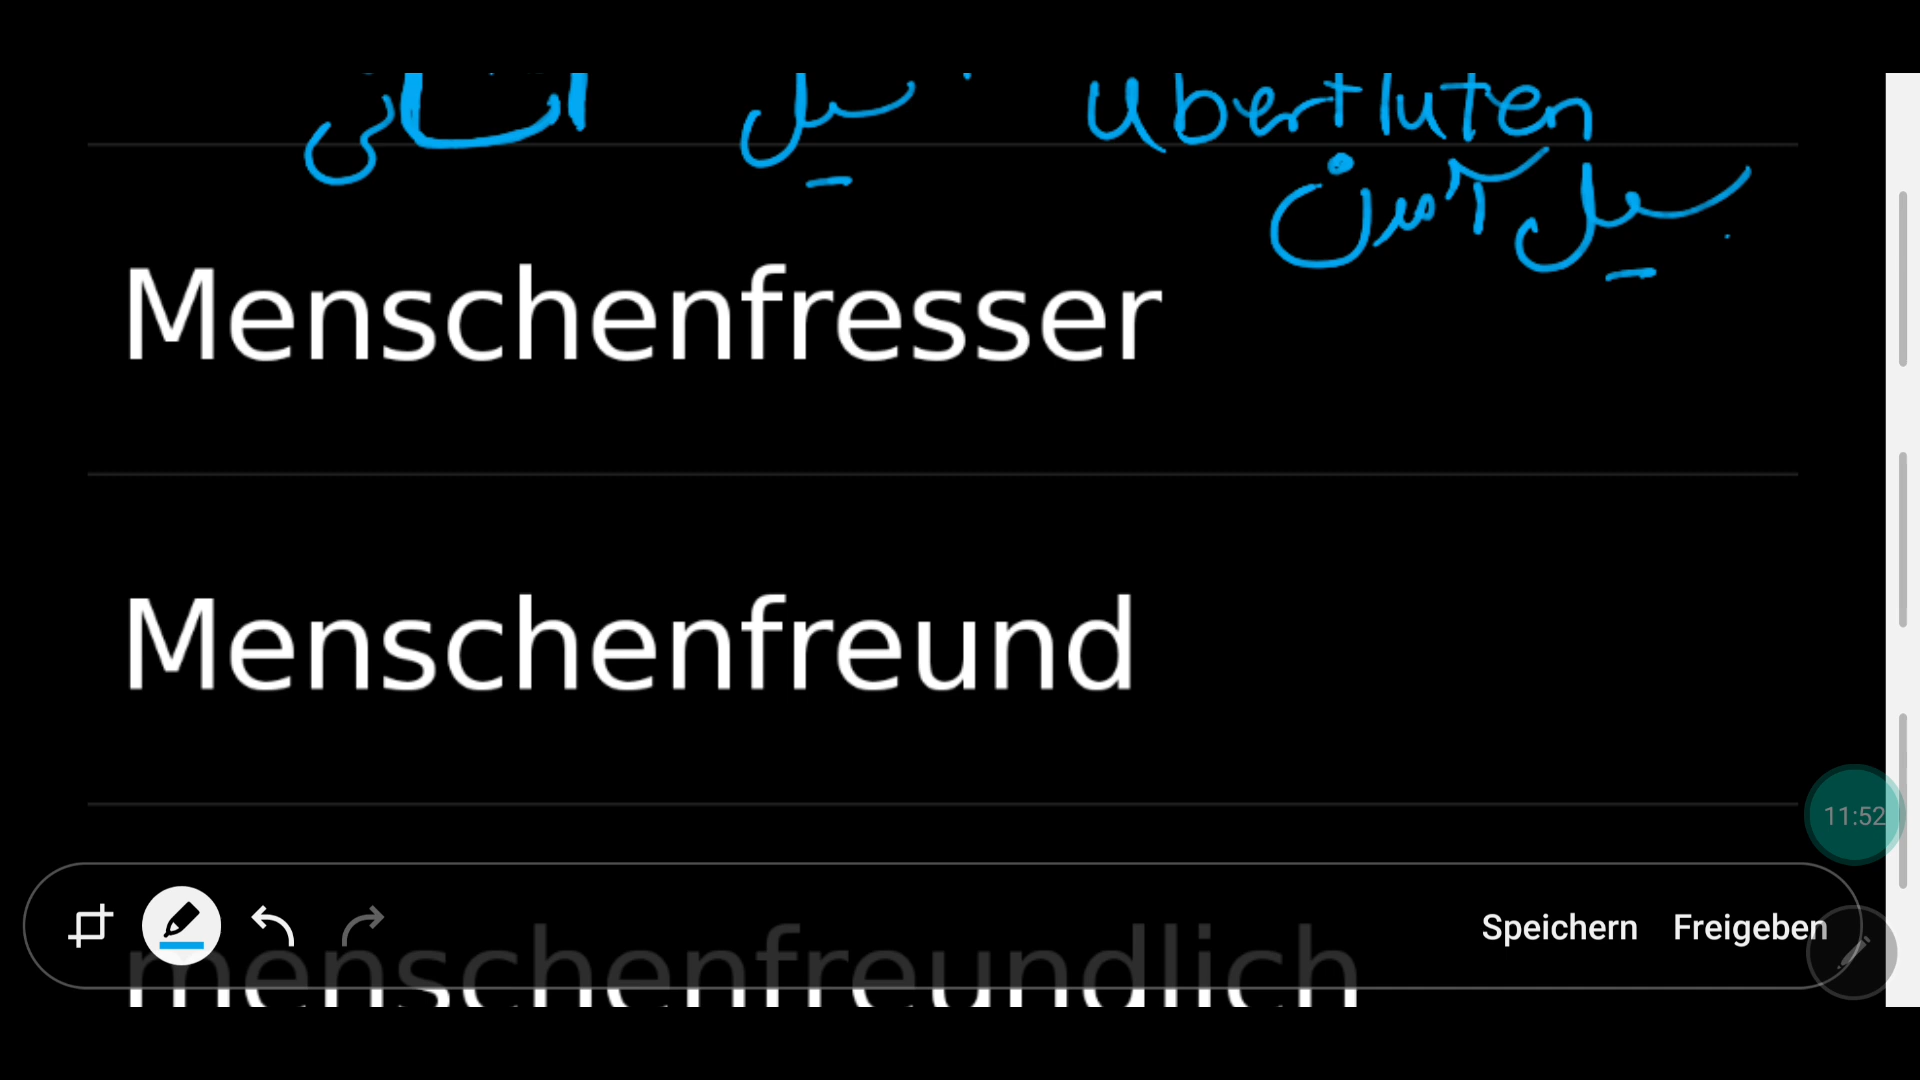 سیل انسانی
überfluten
سیل آمدن
Menschenfresser
Menschenfreund
11:52
menschenfreundlich
Speichern Freigeben